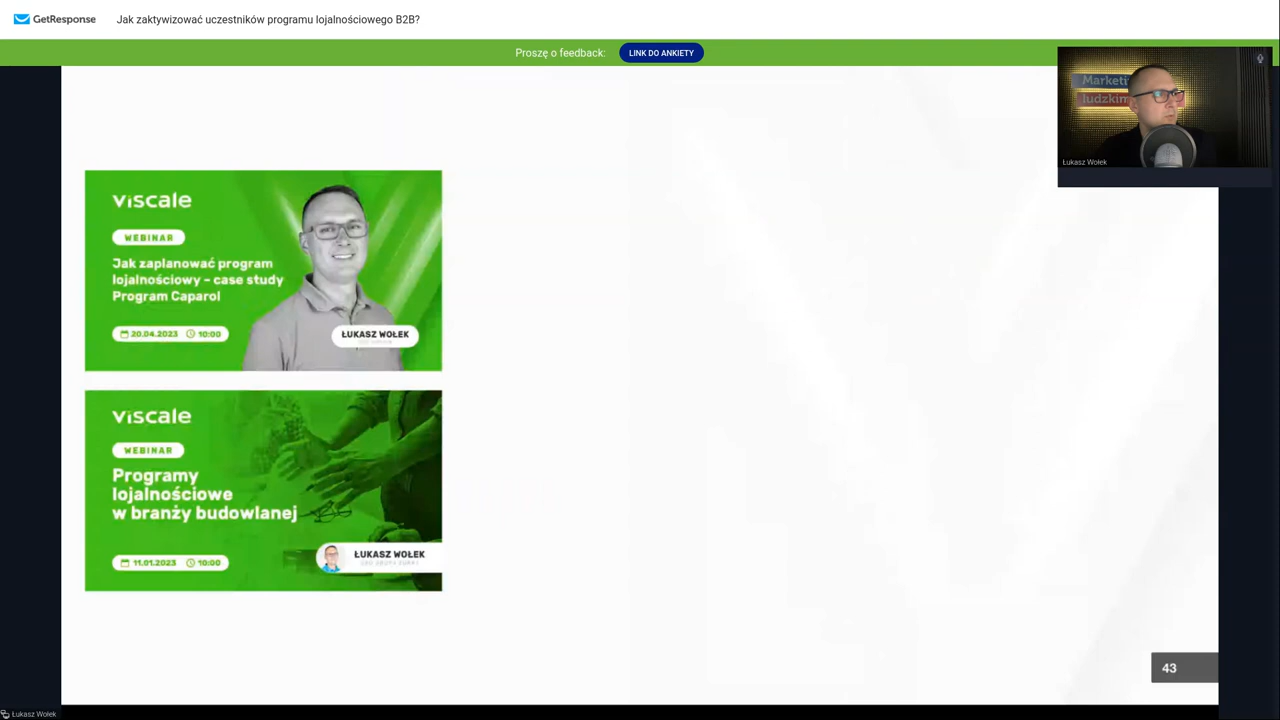 GetResponse
Jak zaktywizować uczestników programu lojalnościowego B2B?
Proszę o feedback:
LINK DO ANKIETY
Marketi
ludzkim
Łukasz Wołek
viscale
WEBINAR
Jak zaplanować program
lojalnościowy – case study
Program Caparol
20.04.2023
10:00
ŁUKASZ WOŁEK
viscale
WEBINAR
Programy
lojalnościowe
w branży budowlanej
11.01.2023
10:00
ŁUKASZ WOŁEK
43
Łukasz Wołek